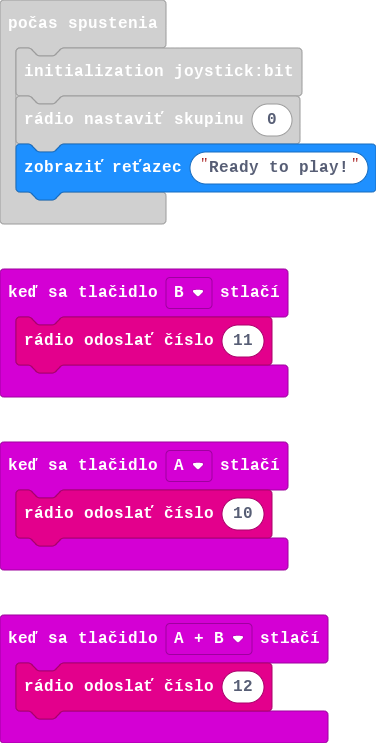 počas spustenia
initialization joystick:bit
rádio nastaviť skupinu 0
zobraziť reťazec "Ready to play!"
keď sa tlačidlo B stlačí
rádio odoslať číslo 11
keď sa tlačidlo A stlačí
rádio odoslať číslo 10
keď sa tlačidlo A + B stlačí
rádio odoslať číslo 12